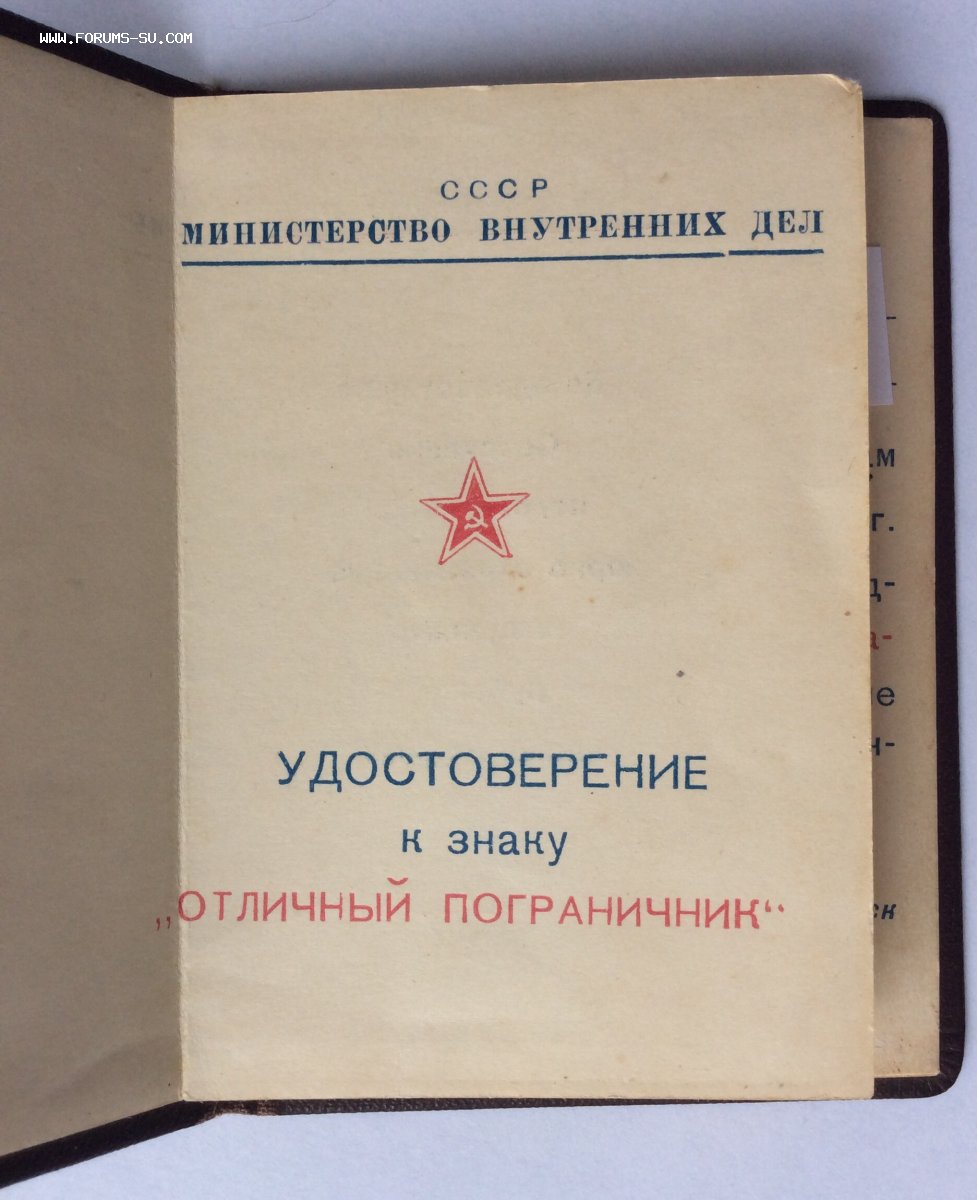 WWW.FORUMS-SU.COM
СССР
МИНИСТЕРСТВО ВНУТРЕННИХ ДЕЛ
УДОСТОВЕРЕНИЕ
к знаку
„ОТЛИЧНЫЙ ПОГРАНИЧНИК“
г.